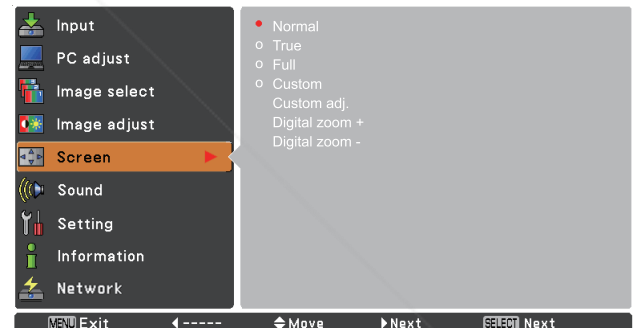 Input
PC adjust
Image select
Image adjust
Screen
Sound
Setting
Information
Network
Normal
True
Full
Custom
Custom adj.
Digital zoom +
Digital zoom -
MENU Exit ◀ ----- ◆ Move ▶ Next SELECT Next